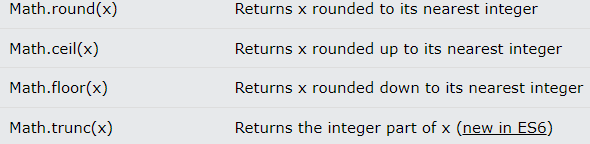 Math.round(x) Returns x rounded to its nearest integer
Math.ceil(x) Returns x rounded up to its nearest integer
Math.floor(x) Returns x rounded down to its nearest integer
Math.trunc(x) Returns the integer part of x (new in ES6)